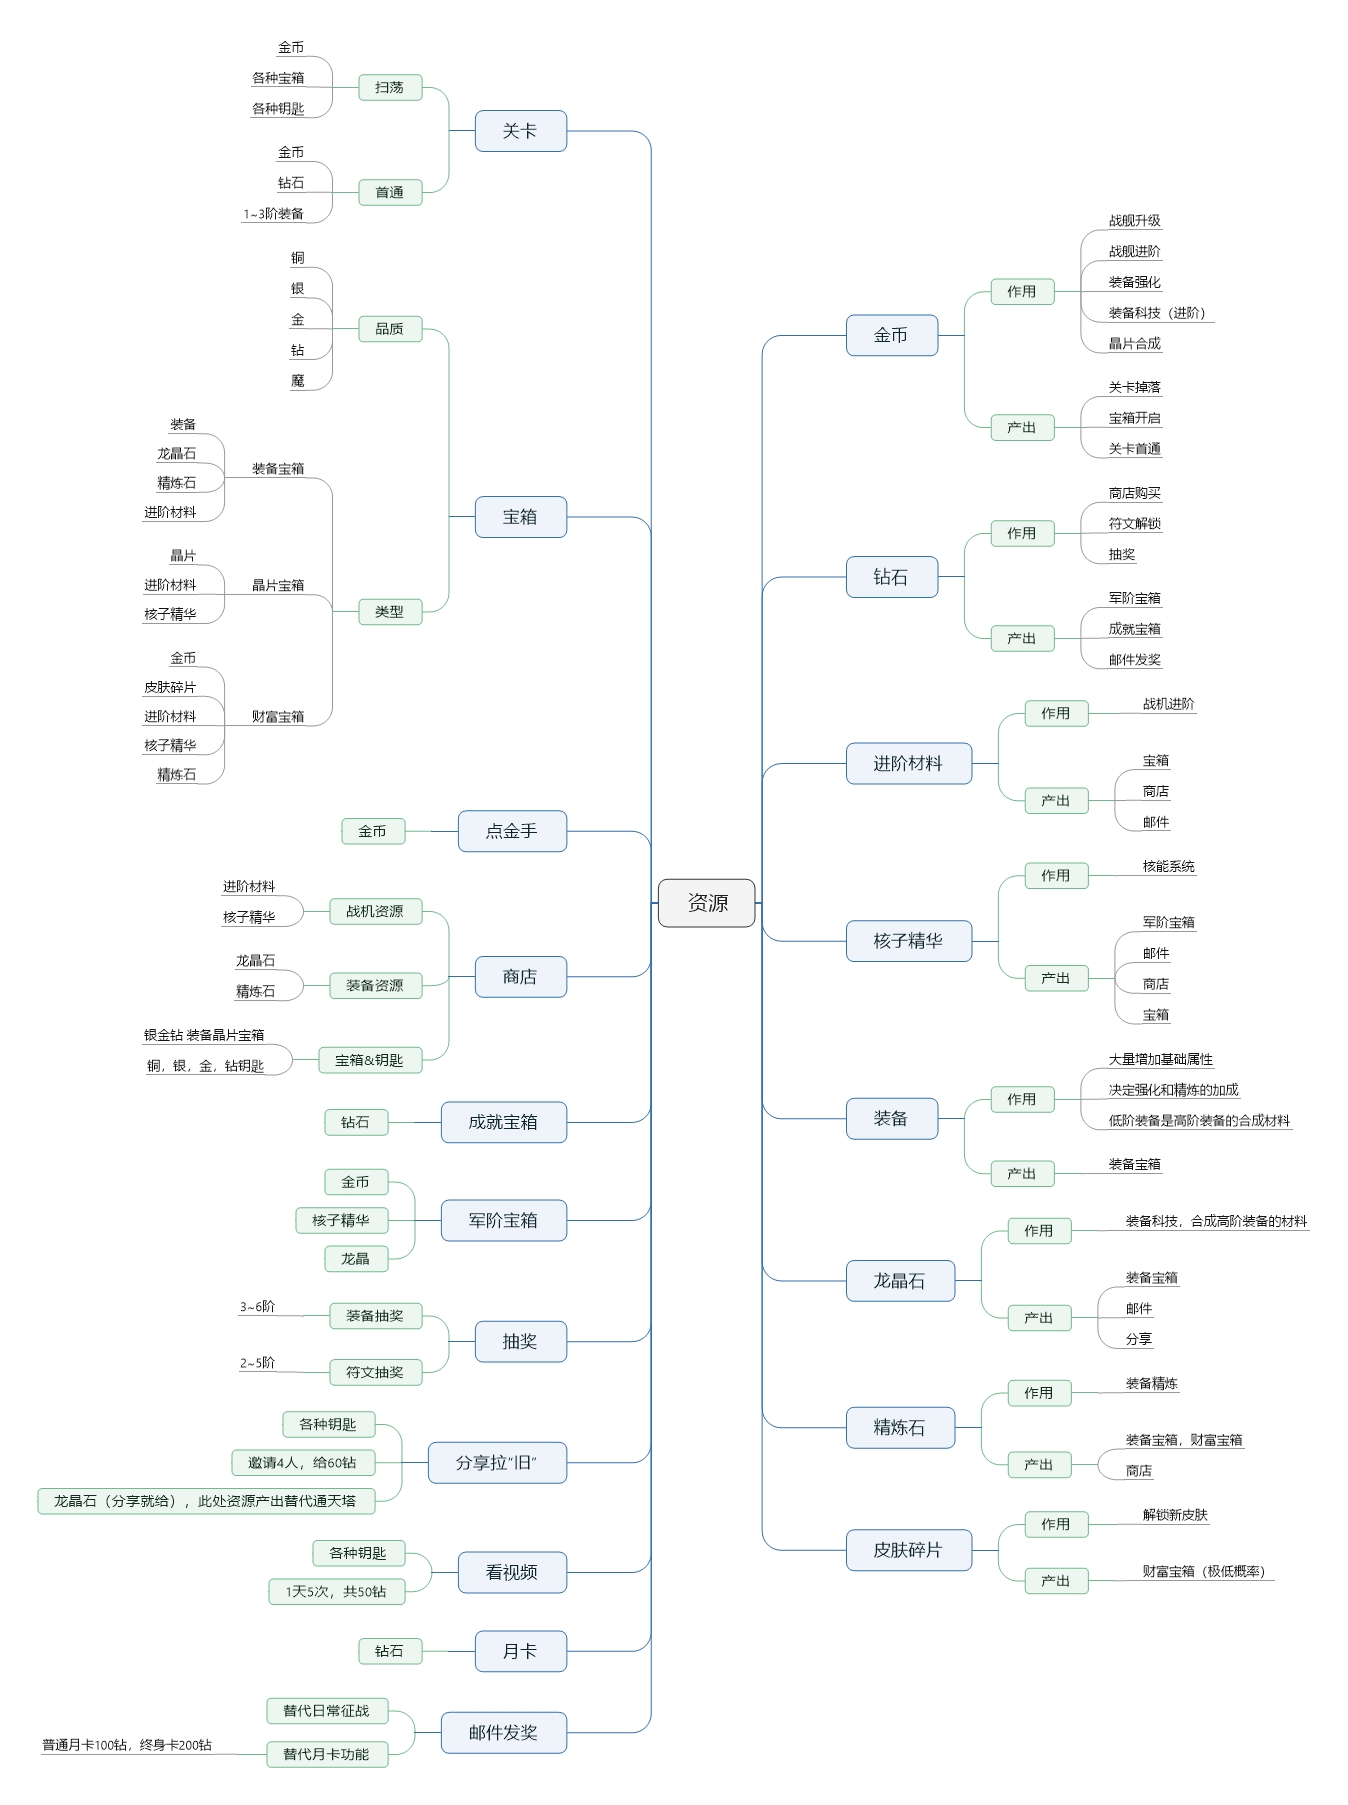 资源
关卡
扫荡
金币
各种宝箱
各种钥匙
首通
金币
钻石
1~3阶装备
宝箱
品质
铜
银
金
钻
魔
类型
装备宝箱
装备
龙晶石
精炼石
进阶材料
晶片宝箱
晶片
进阶材料
核子精华
财富宝箱
金币
皮肤碎片
进阶材料
核子精华
精炼石
点金手
金币
商店
战机资源
进阶材料
核子精华
装备资源
龙晶石
精炼石
宝箱&钥匙
银金钻 装备晶片宝箱
铜，银，金，钻钥匙
成就宝箱
钻石
军阶宝箱
金币
核子精华
龙晶
抽奖
装备抽奖
3~6阶
符文抽奖
2~5阶
分享拉“旧”
各种钥匙
邀请4人，给60钻
龙晶石（分享就给），此处资源产出替代通天塔
看视频
各种钥匙
1天5次，共50钻
月卡
钻石
邮件发奖
替代日常征战
替代月卡功能
普通月卡100钻，终身卡200钻
金币
作用
战舰升级
战舰进阶
装备强化
装备科技（进阶）
晶片合成
产出
关卡掉落
宝箱开启
关卡首通
钻石
作用
商店购买
符文解锁
抽奖
产出
军阶宝箱
成就宝箱
邮件发奖
进阶材料
作用
战机进阶
产出
宝箱
商店
邮件
核子精华
作用
核能系统
产出
军阶宝箱
邮件
商店
宝箱
装备
作用
大量增加基础属性
决定强化和精炼的加成
低阶装备是高阶装备的合成材料
产出
装备宝箱
龙晶石
作用
装备科技，合成高阶装备的材料
产出
装备宝箱
邮件
分享
精炼石
作用
装备精炼
产出
装备宝箱，财富宝箱
商店
皮肤碎片
作用
解锁新皮肤
产出
财富宝箱（极低概率）